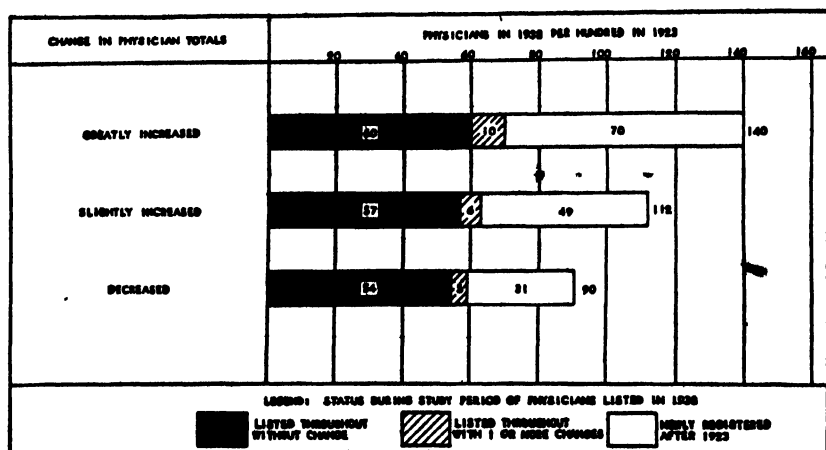 CHANGE IN PHYSICIAN TOTALS
PHYSICIANS IN 1938 PER HUNDRED IN 1923
20 40 60 80 100 120 140 160
GREATLY INCREASED 60 10 70 140
SLIGHTLY INCREASED 57 6 49 112
DECREASED 54 5 31 90
LEGEND: STATUS DURING STUDY PERIOD OF PHYSICIANS LISTED IN 1938
LISTED THROUGHOUT WITHOUT CHANGE
LISTED THROUGHOUT WITH 1 OR MORE CHANGES
NEWLY REGISTERED AFTER 1923